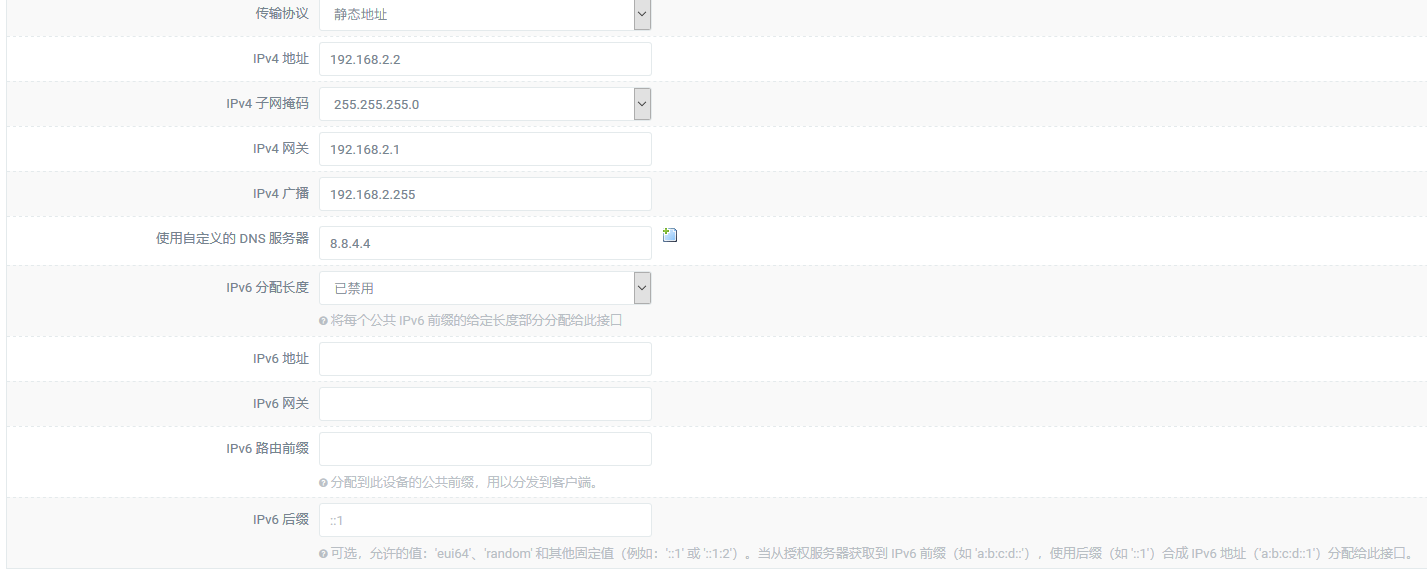 传输协议 静态地址
IPv4 地址 192.168.2.2
IPv4 子网掩码 255.255.255.0
IPv4 网关 192.168.2.1
IPv4 广播 192.168.2.255
使用自定义的 DNS 服务器 8.8.4.4
IPv6 分配长度 已禁用
将每个公共 IPv6 前缀的给定长度部分分配给此接口
IPv6 地址
IPv6 网关
IPv6 路由前缀
分配到此设备的公共前缀，用以分发到客户端。
IPv6 后缀 ::1
可选，允许的值：'eui64'、'random' 和其他固定值（例如：'::1' 或 '::1:2'）。当从授权服务器获取到 IPv6 前缀（如 'a:b:c:d::'），使用后缀（如 '::1'）合成 IPv6 地址（'a:b:c:d::1'）分配给此接口。